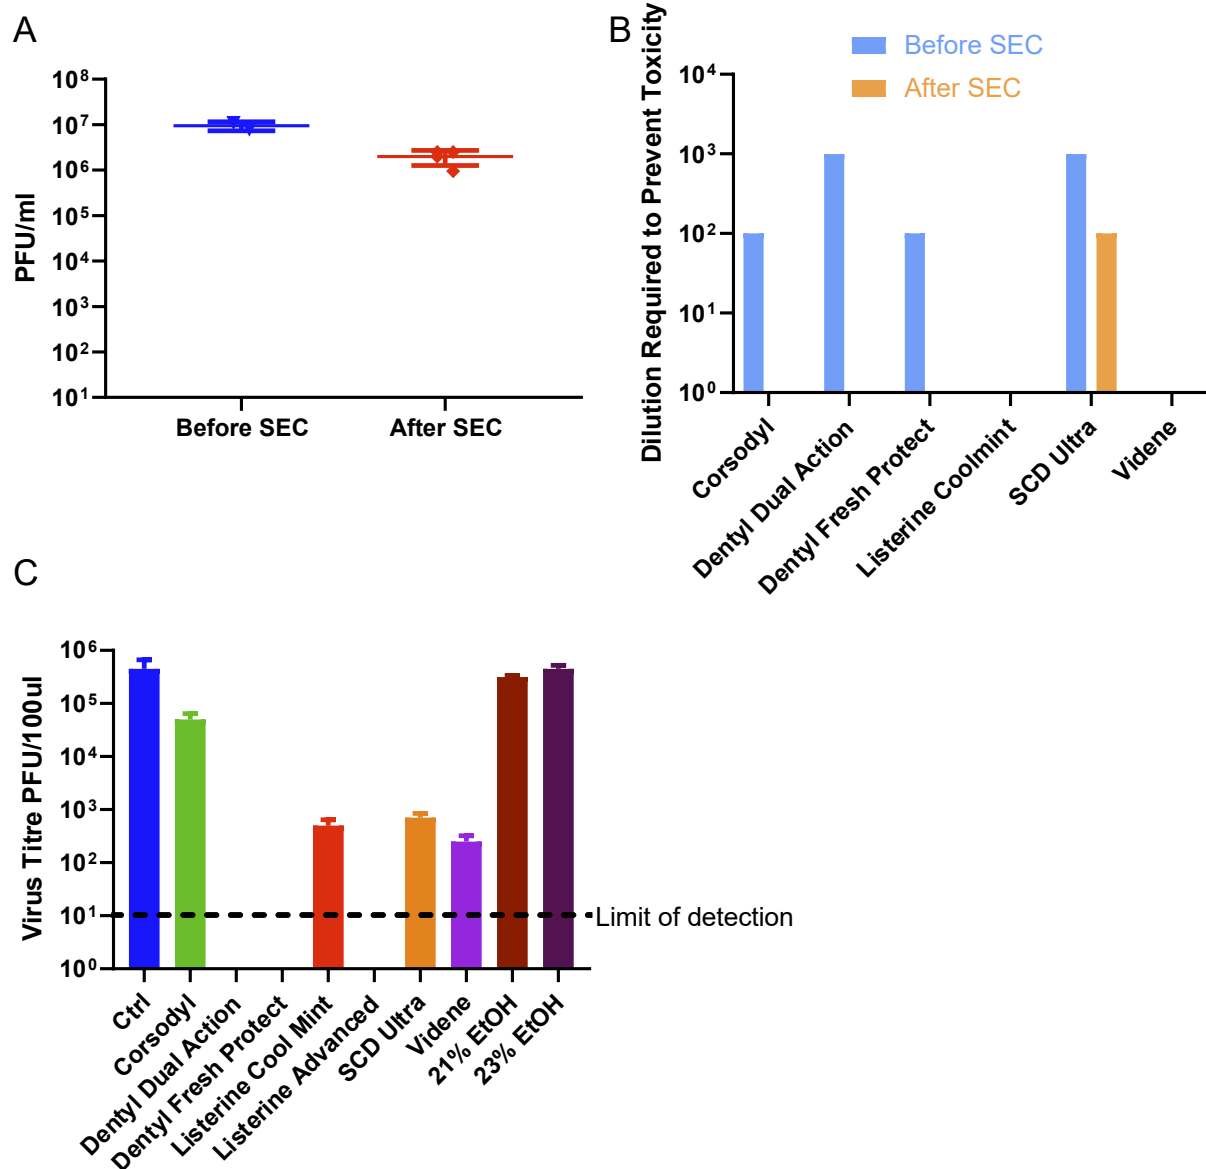 A
PFU/ml
10⁸
10⁷
10⁶
10⁵
10⁴
10³
10²
10¹
Before SEC
After SEC
B
Before SEC
After SEC
Dilution Required to Prevent Toxicity
10⁴
10³
10²
10¹
10⁰
Corsodyl
Dentyl Dual Action
Dentyl Fresh Protect
Listerine Coolmint
SCD Ultra
Videne
C
Virus Titre PFU/100ul
10⁶
10⁵
10⁴
10³
10²
10¹
10⁰
Limit of detection
Ctrl
Corsodyl
Dentyl Dual Action
Dentyl Fresh Protect
Listerine Cool Mint
Listerine Advanced
SCD Ultra
Videne
21% EtOH
23% EtOH